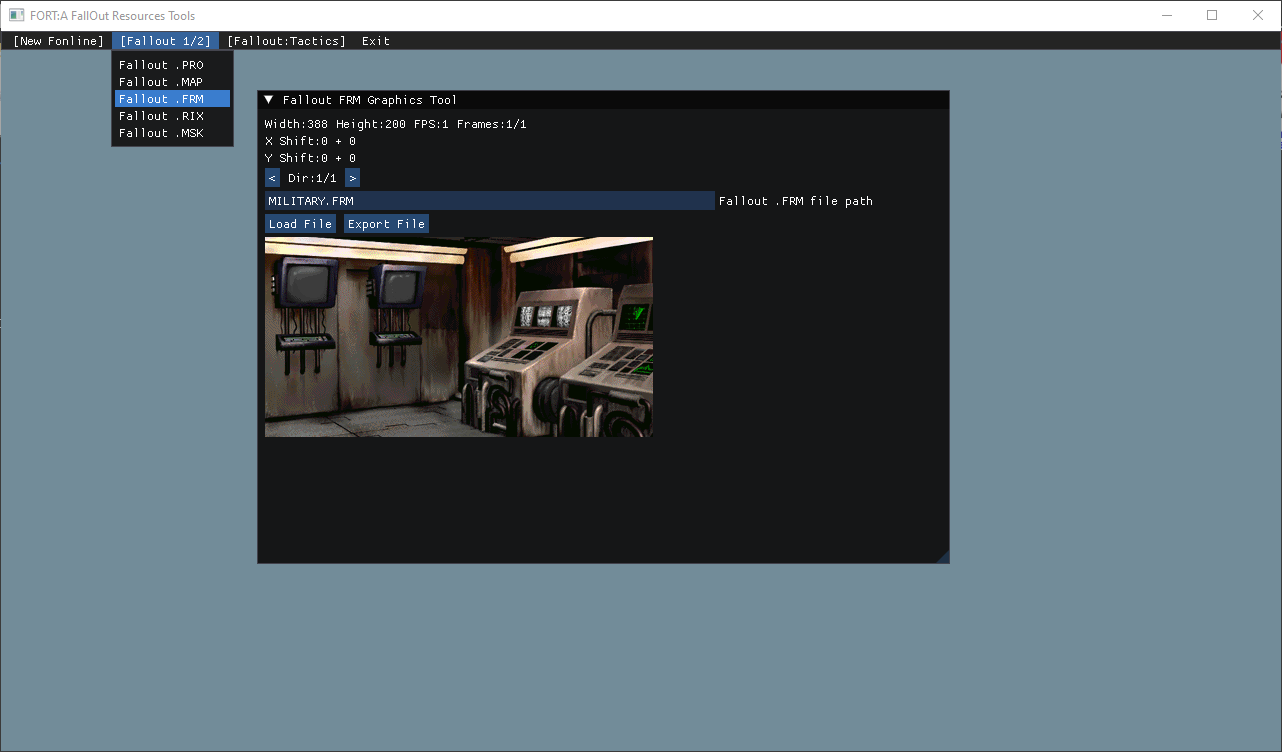 FORT:A FallOut Resources Tools
[New Fonline] [Fallout 1/2] [Fallout:Tactics] Exit
Fallout .PRO
Fallout .MAP
Fallout .FRM
Fallout .RIX
Fallout .MSK
Fallout FRM Graphics Tool
Width:388 Height:200 FPS:1 Frames:1/1
X Shift:0 + 0
Y Shift:0 + 0
< Dir:1/1 >
MILITARY.FRM Fallout .FRM file path
Load File Export File